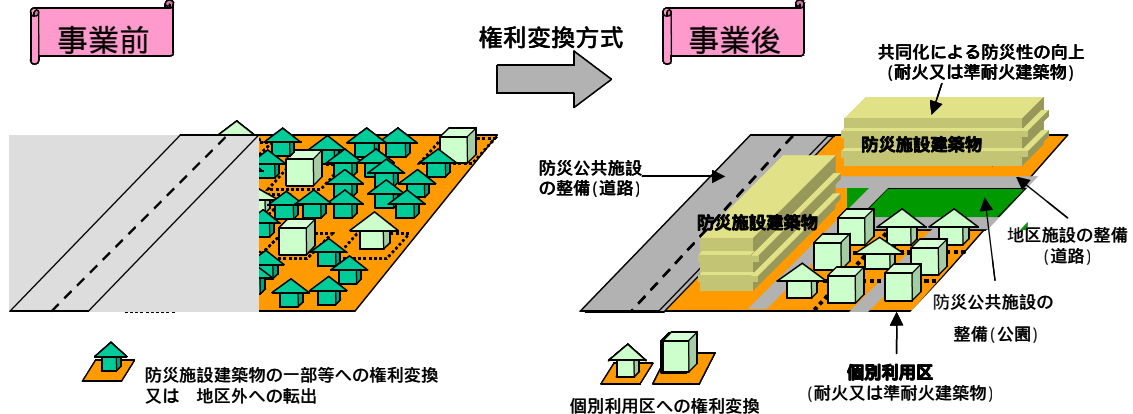 事業前
権利変換方式
事業後
共同化による防災性の向上
(耐火又は準耐火建築物)
防災施設建築物
防災公共施設
の整備(道路)
防災施設建築物
地区施設の整備
(道路)
防災公共施設の
整備(公園)
個別利用区
(耐火又は準耐火建築物)
防災施設建築物の一部等への権利変換
又は　地区外への転出
個別利用区への権利変換